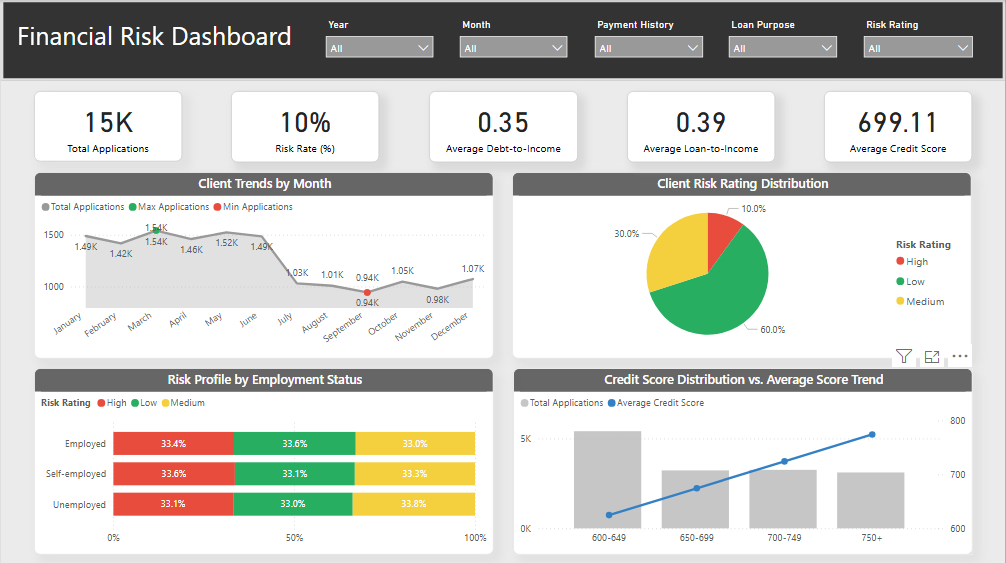 Financial Risk Dashboard
Year
Month
Payment History
Loan Purpose
Risk Rating
All
All
All
All
All
15K
Total Applications
10%
Risk Rate (%)
0.35
Average Debt-to-Income
0.39
Average Loan-to-Income
699.11
Average Credit Score
Client Trends by Month
Total Applications Max Applications Min Applications
1500
1000
1.49K
1.42K
1.54K
1.54K
1.46K
1.52K
1.49K
1.03K
1.01K
0.94K
0.94K
1.05K
0.98K
1.07K
January
February
March
April
May
June
July
August
September
October
November
December
Client Risk Rating Distribution
10.0%
30.0%
60.0%
Risk Rating
High
Low
Medium
Risk Profile by Employment Status
Risk Rating High Low Medium
Employed 33.4% 33.6% 33.0%
Self-employed 33.6% 33.1% 33.3%
Unemployed 33.1% 33.0% 33.8%
0% 50% 100%
Credit Score Distribution vs. Average Score Trend
Total Applications Average Credit Score
5K
0K
800
700
600
600-649 650-699 700-749 750+